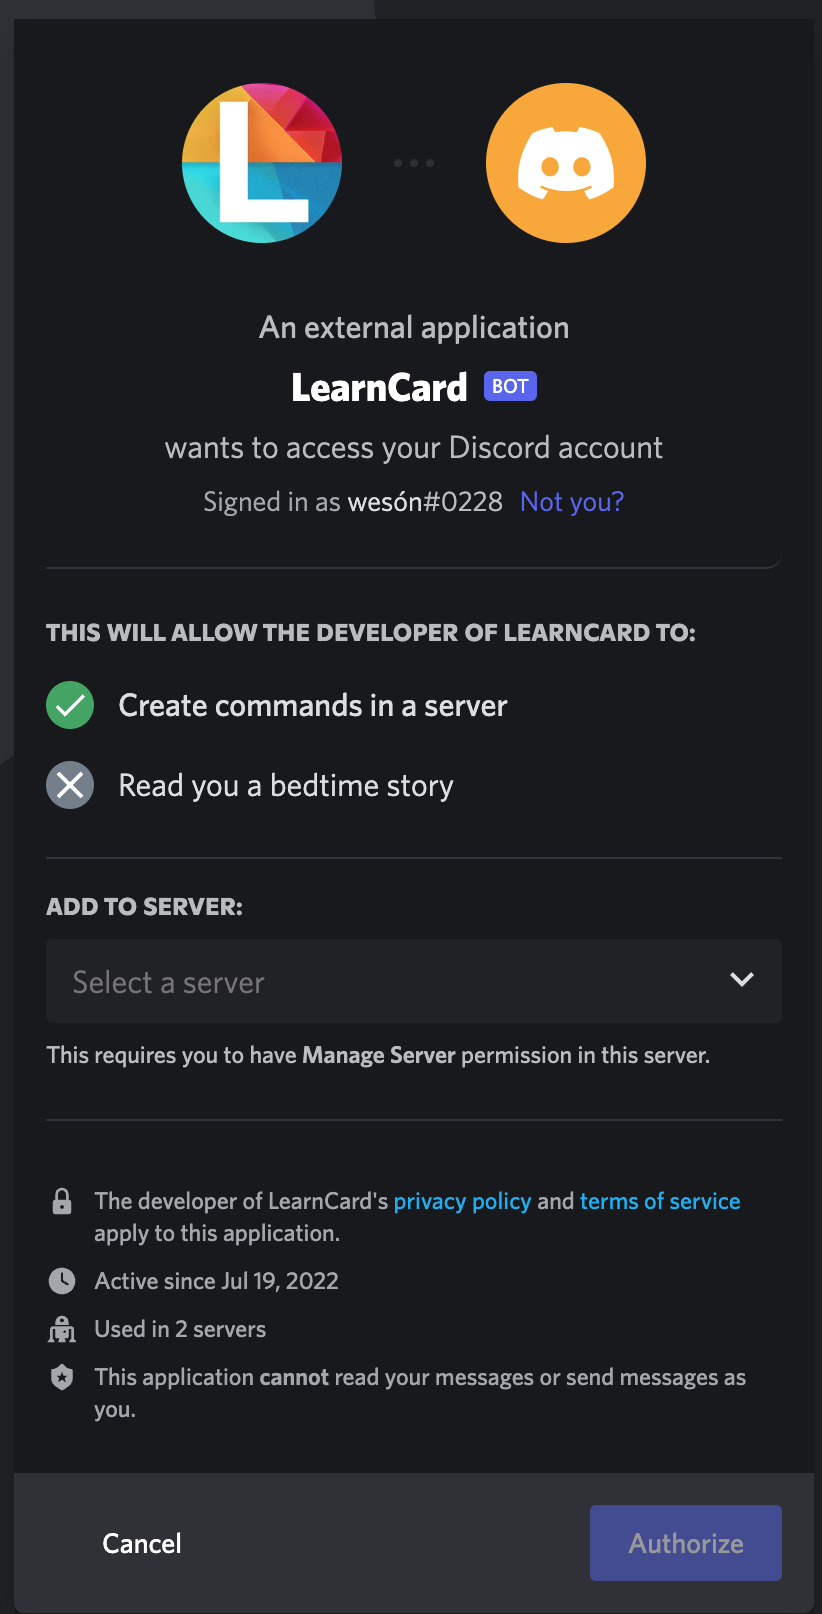 L
An external application
LearnCard BOT
wants to access your Discord account
Signed in as wesón#0228 Not you?
THIS WILL ALLOW THE DEVELOPER OF LEARNCARD TO:
Create commands in a server
Read you a bedtime story
ADD TO SERVER:
Select a server
This requires you to have Manage Server permission in this server.
The developer of LearnCard's privacy policy and terms of service
apply to this application.
Active since Jul 19, 2022
Used in 2 servers
This application cannot read your messages or send messages as
you.
Cancel
Authorize